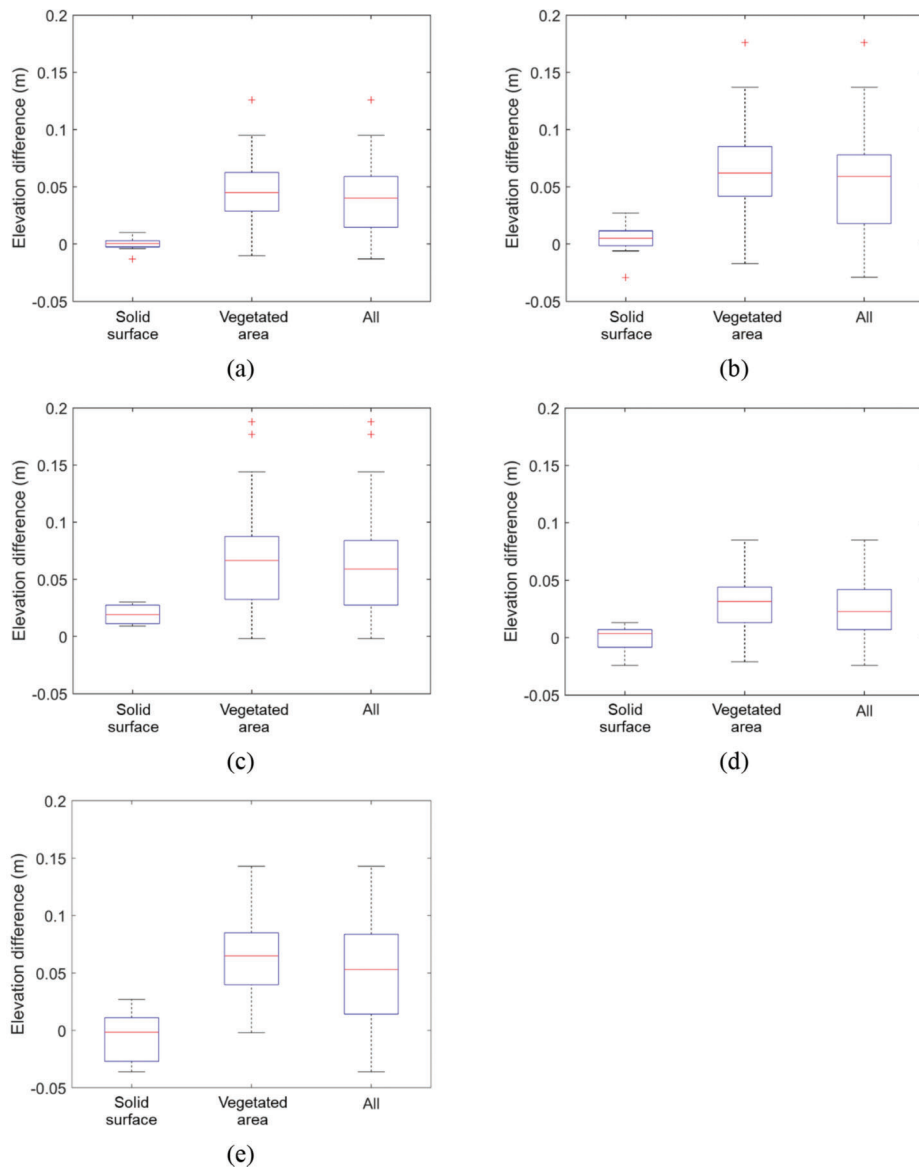 0.2
0.15
0.1
0.05
0
-0.05
Elevation difference (m)
Solid surface
Vegetated area
All
(a)
0.2
0.15
0.1
0.05
0
-0.05
Elevation difference (m)
Solid surface
Vegetated area
All
(b)
0.2
0.15
0.1
0.05
0
-0.05
Elevation difference (m)
Solid surface
Vegetated area
All
(c)
0.2
0.15
0.1
0.05
0
-0.05
Elevation difference (m)
Solid surface
Vegetated area
All
(d)
0.2
0.15
0.1
0.05
0
-0.05
Elevation difference (m)
Solid surface
Vegetated area
All
(e)